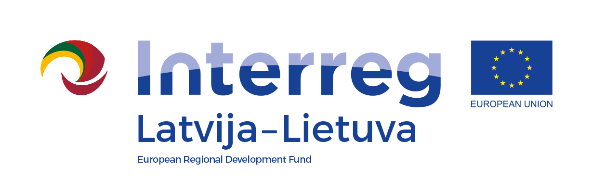 Interreg
EUROPEAN UNION
Latvija–Lietuva
European Regional Development Fund